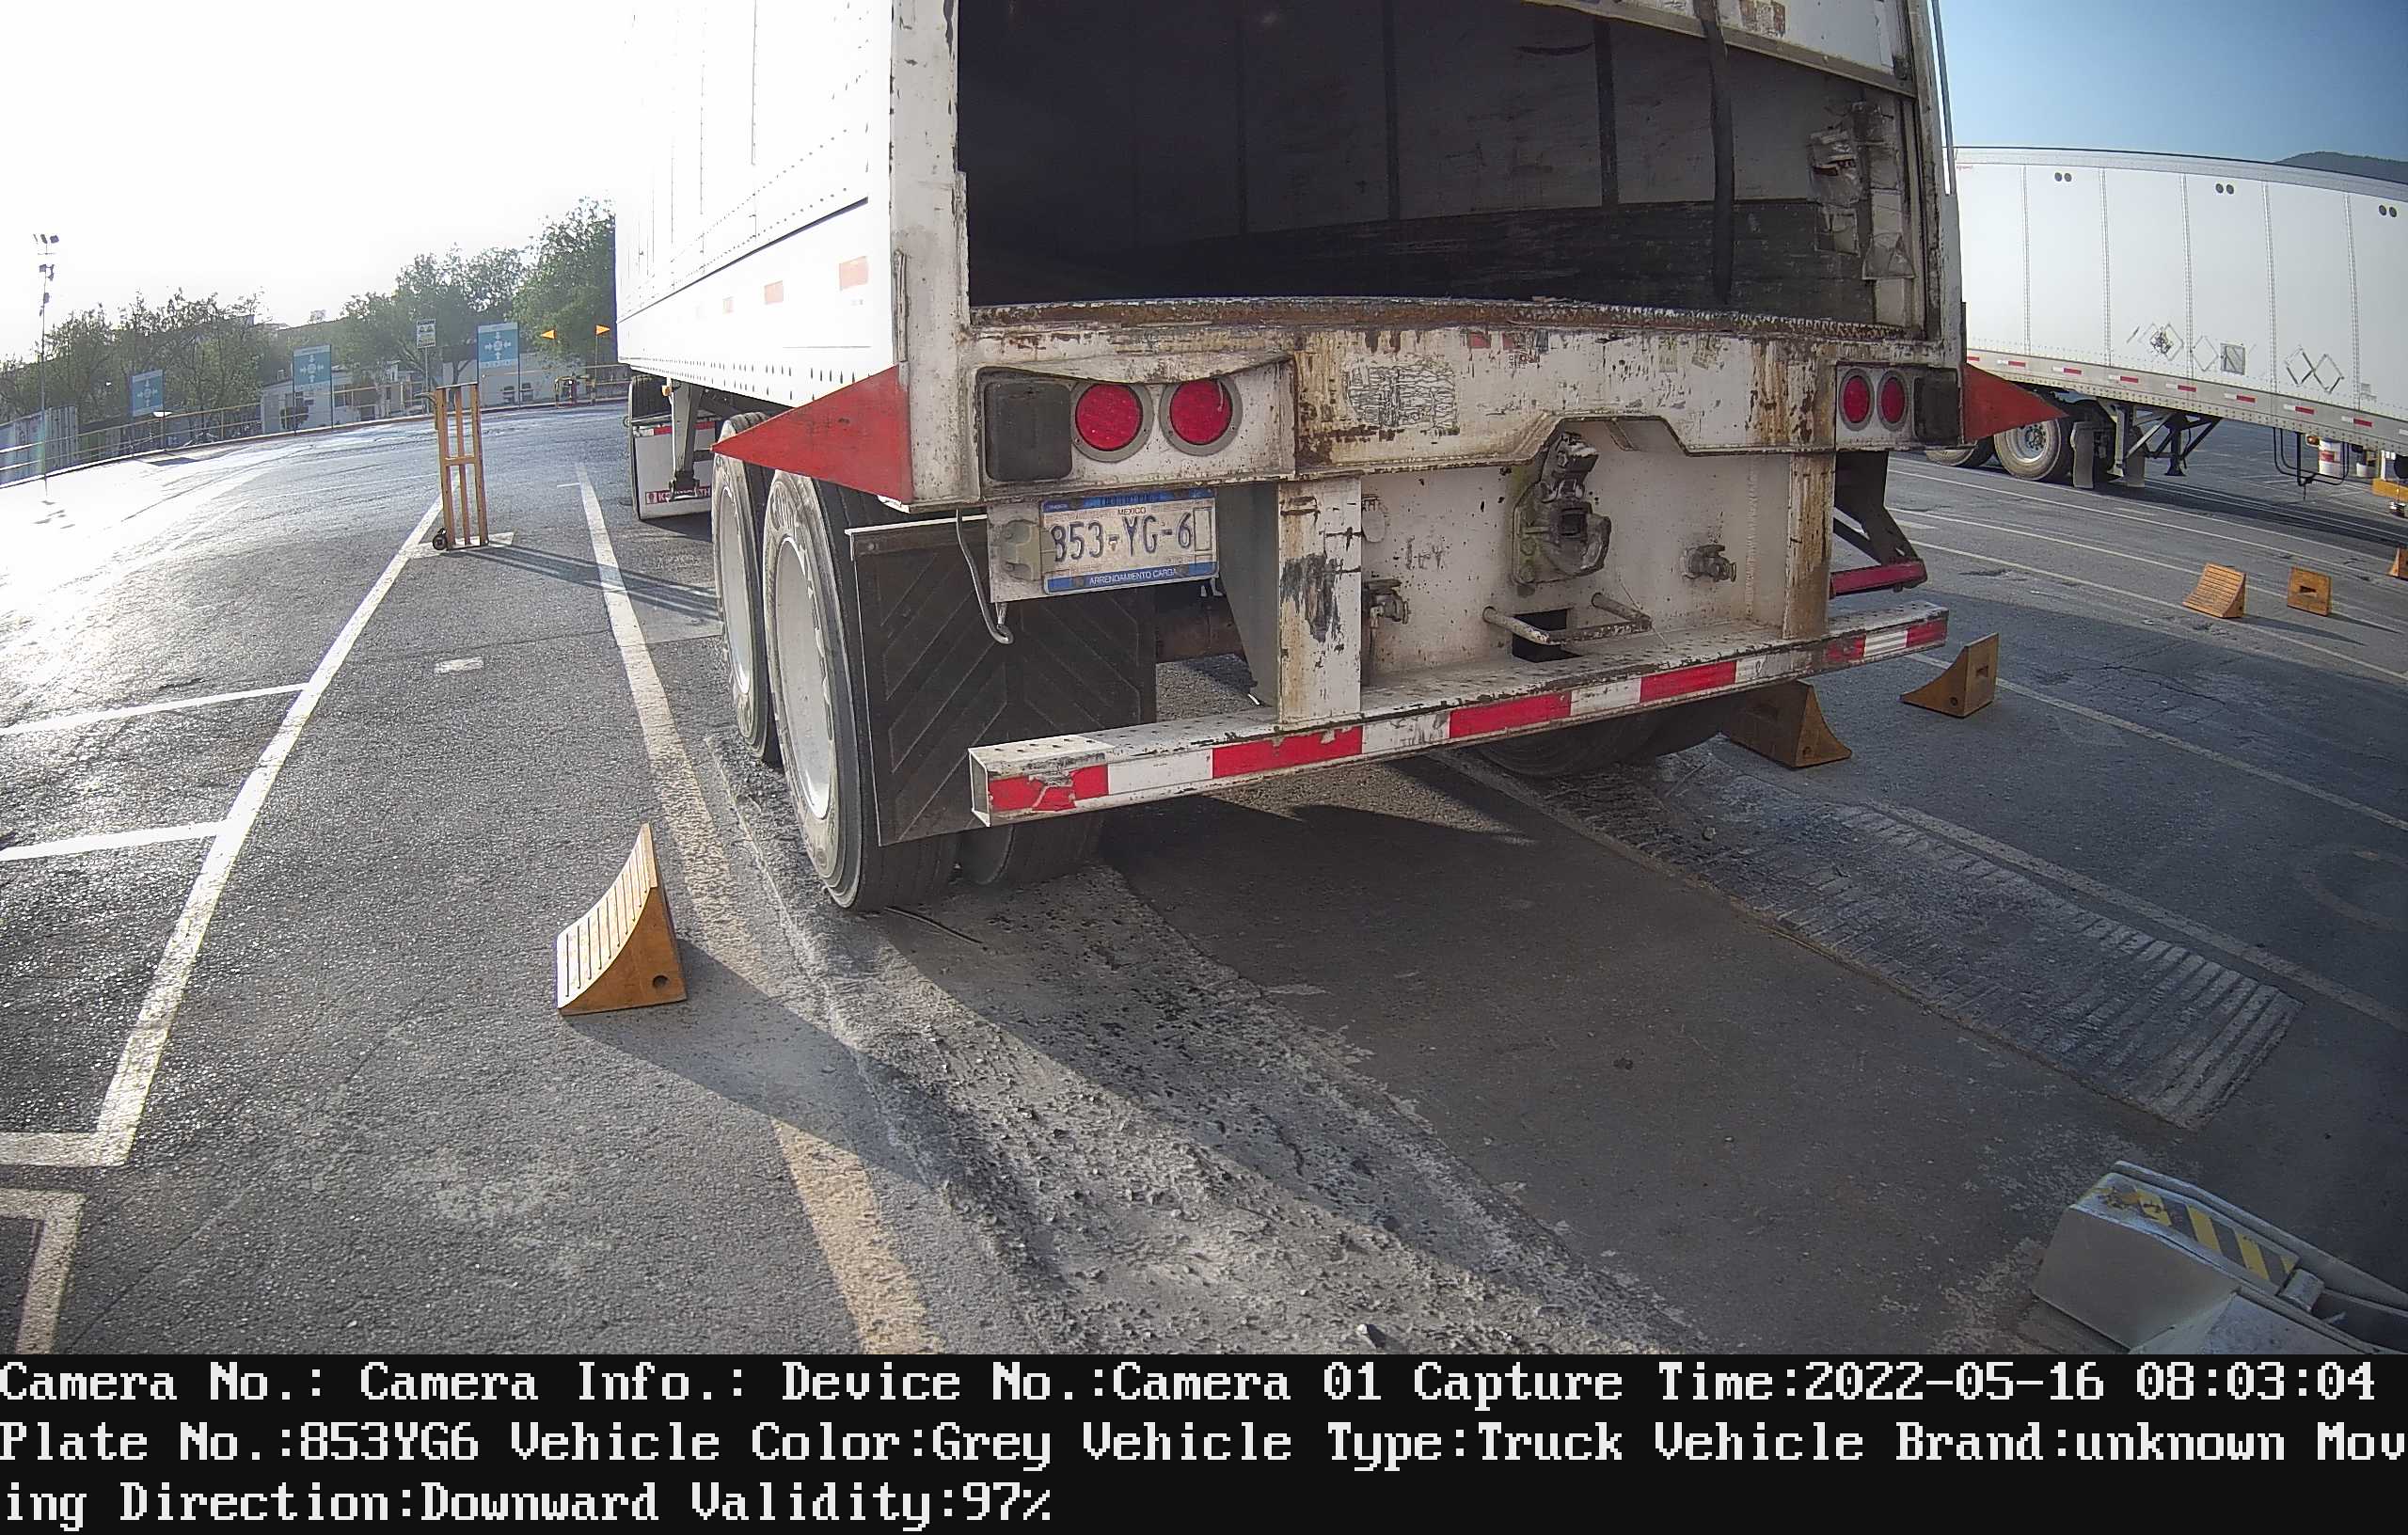 MEXICO
853-YG-6
ARRENDAMIENTO CARGA
Camera No.: Camera Info.: Device No.:Camera 01 Capture Time:2022-05-16 08:03:04
Plate No.:853YG6 Vehicle Color:Grey Vehicle Type:Truck Vehicle Brand:unknown Mov
ing Direction:Downward Validity:97%